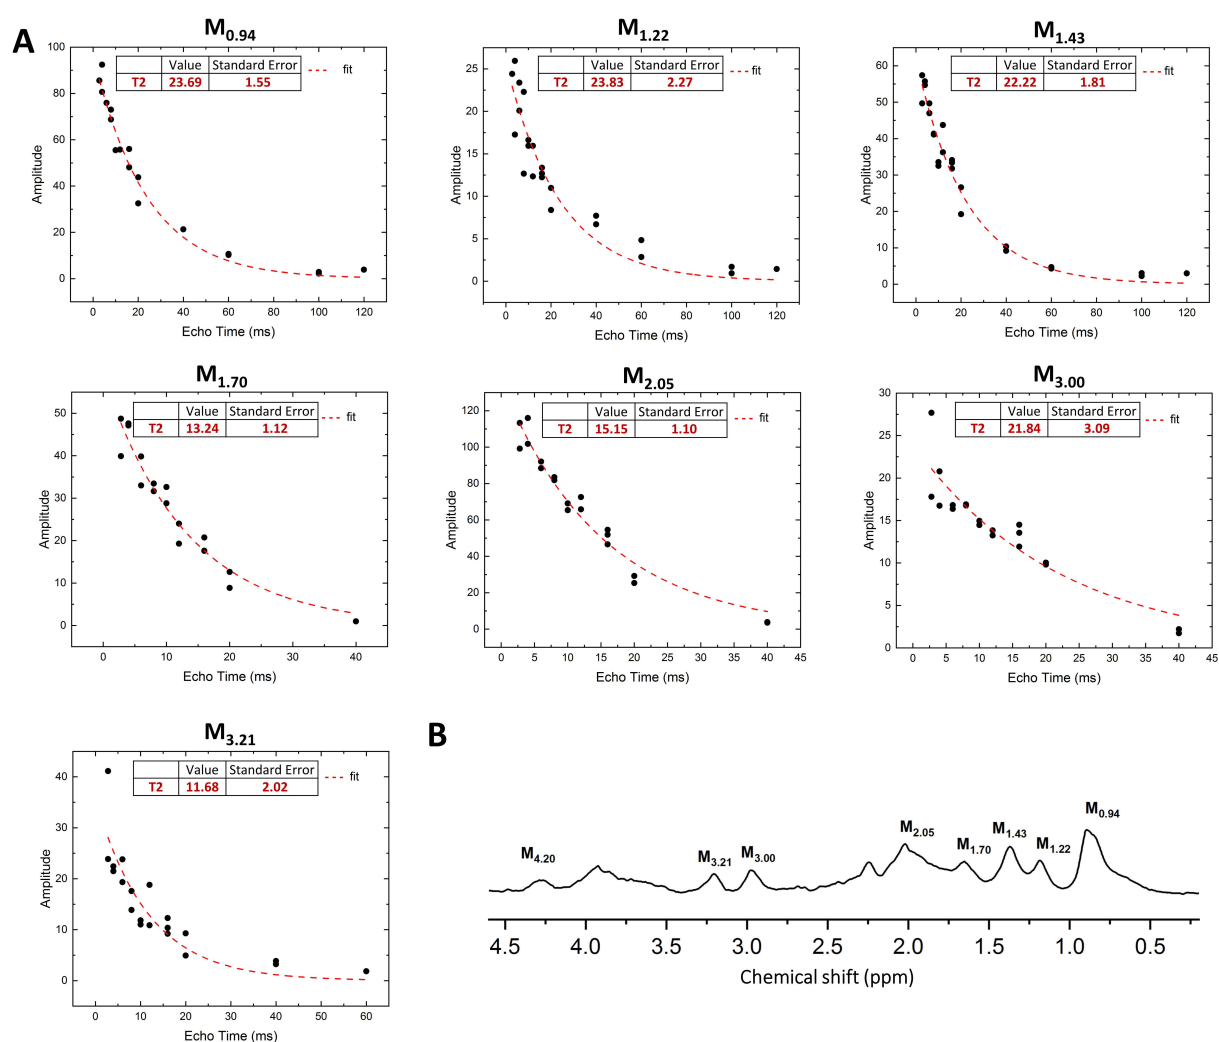 A
M0.94
Value Standard Error
T2 23.69 1.55
fit
Amplitude
100
80
60
40
20
0
0 20 40 60 80 100 120
Echo Time (ms)
M1.22
Value Standard Error
T2 23.83 2.27
fit
Amplitude
25
20
15
10
5
0
0 20 40 60 80 100 120
Echo Time (ms)
M1.43
Value Standard Error
T2 22.22 1.81
fit
Amplitude
60
50
40
30
20
10
0
0 20 40 60 80 100 120
Echo Time (ms)
M1.70
Value Standard Error
T2 13.24 1.12
fit
Amplitude
50
40
30
20
10
0
0 10 20 30 40
Echo Time (ms)
M2.05
Value Standard Error
T2 15.15 1.10
fit
Amplitude
120
100
80
60
40
20
0
0 5 10 15 20 25 30 35 40 45
Echo Time (ms)
M3.00
Value Standard Error
T2 21.84 3.09
fit
Amplitude
30
25
20
15
10
5
0
0 5 10 15 20 25 30 35 40 45
Echo Time (ms)
M3.21
Value Standard Error
T2 11.68 2.02
fit
Amplitude
40
30
20
10
0
0 10 20 30 40 50 60
Echo Time (ms)
B
M4.20 M3.21 M3.00 M2.05 M1.70 M1.43 M1.22 M0.94
4.5 4.0 3.5 3.0 2.5 2.0 1.5 1.0 0.5
Chemical shift (ppm)